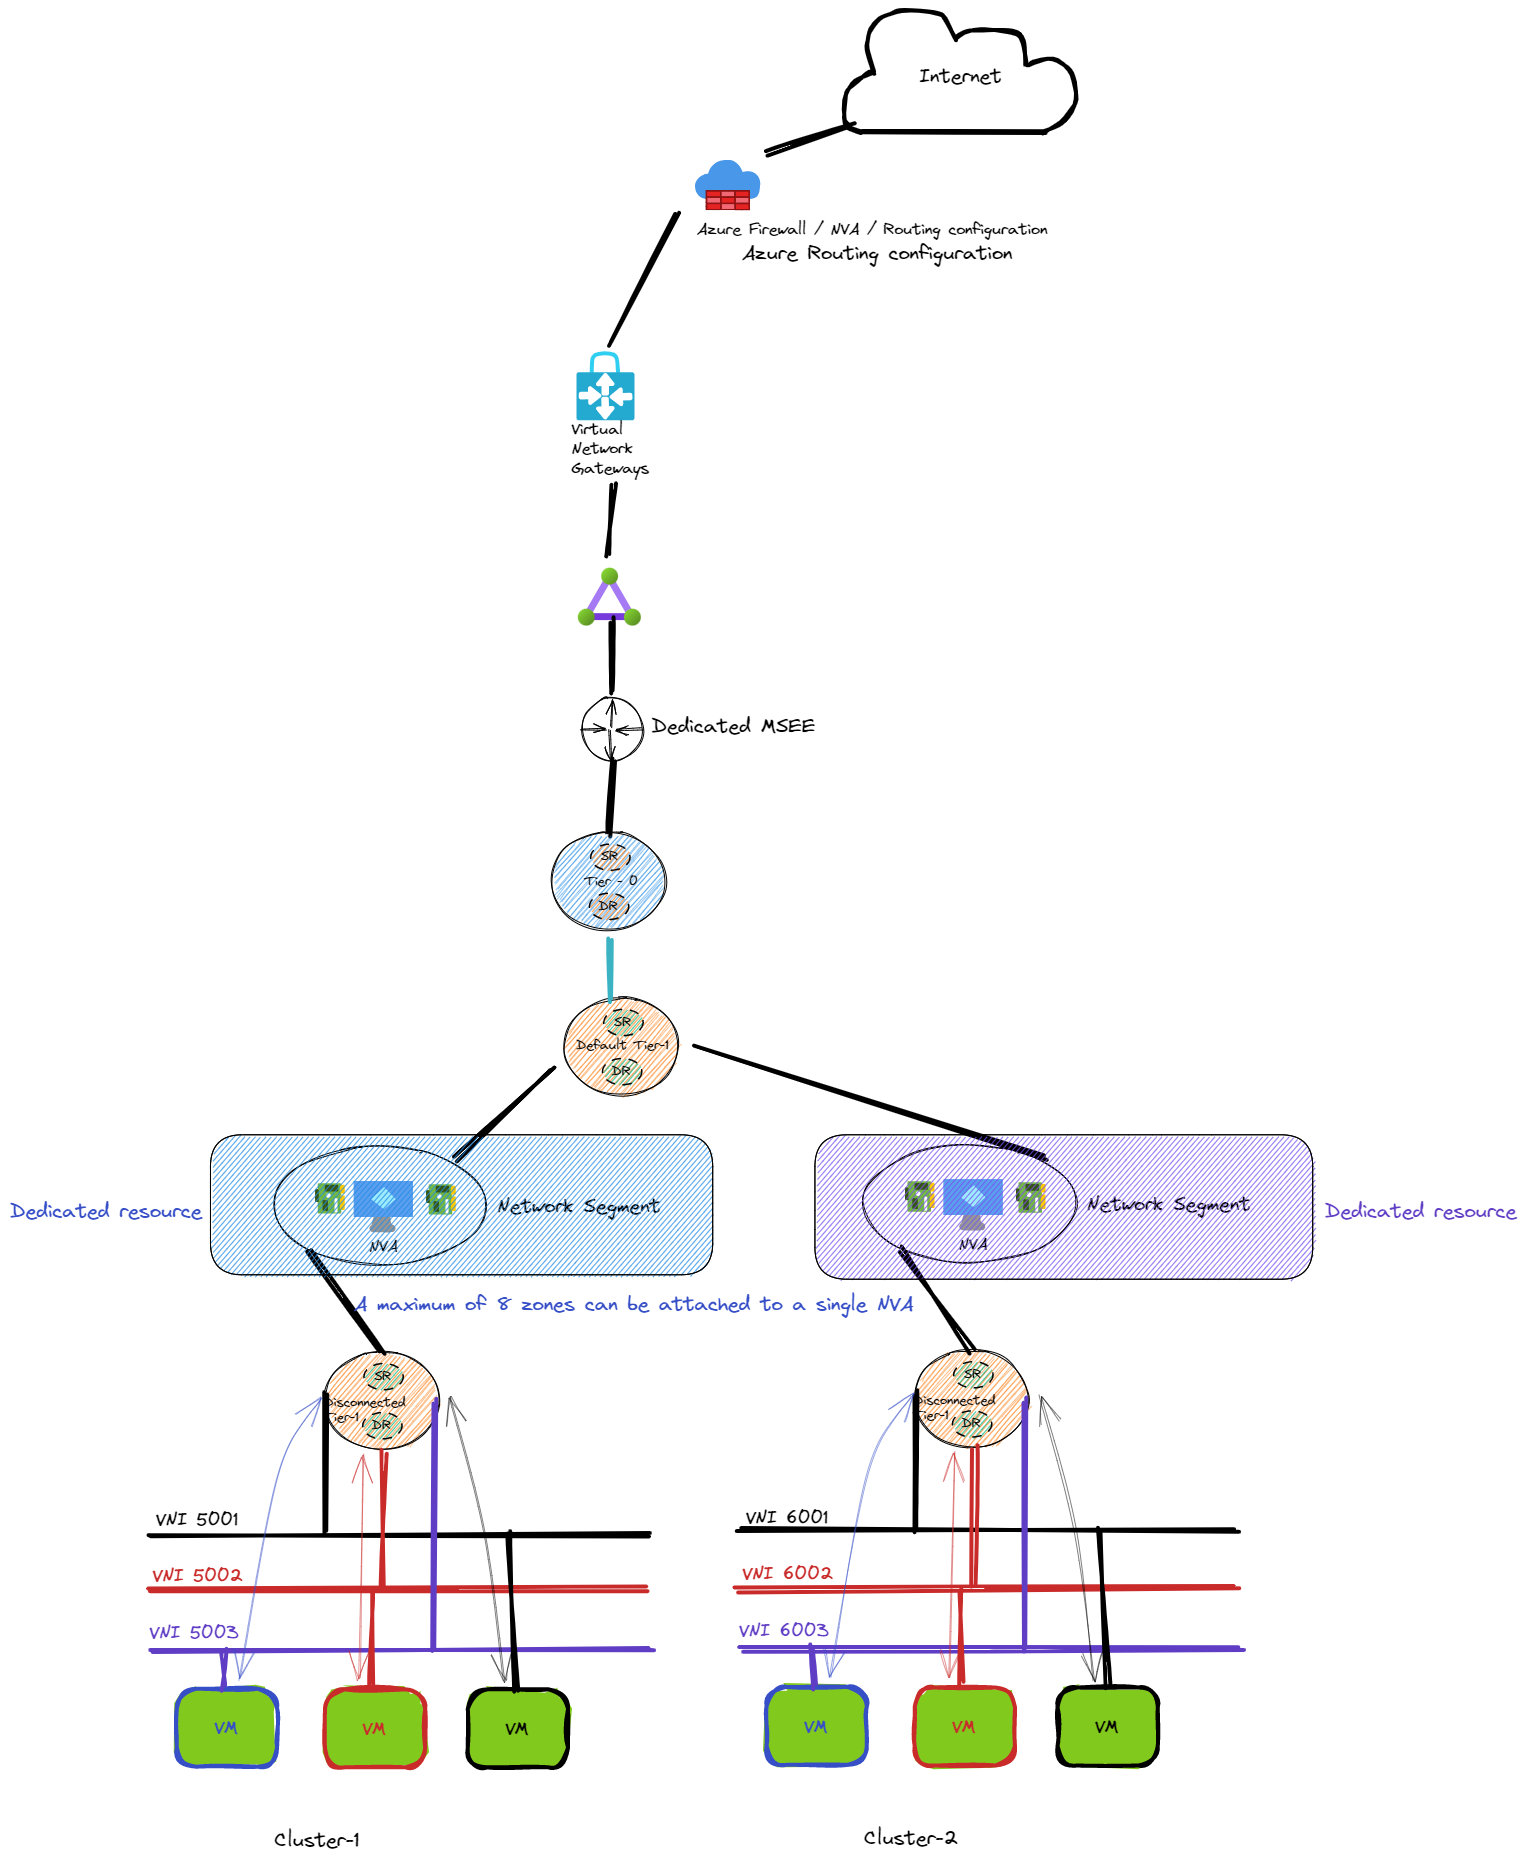 Internet
Azure Firewall / NVA / Routing configuration
Azure Routing configuration
Virtual
Network
Gateways
Dedicated MSEE
SR
Tier - 0
DR
SR
Default Tier-1
DR
Dedicated resource
NVA
Network Segment
NVA
Network Segment
Dedicated resource
A maximum of 8 zones can be attached to a single NVA
SR
Disconnected
Tier-1
DR
SR
Disconnected
Tier-1
DR
VNI 5001
VNI 5002
VNI 5003
VNI 6001
VNI 6002
VNI 6003
VM
VM
VM
VM
VM
VM
Cluster-1
Cluster-2